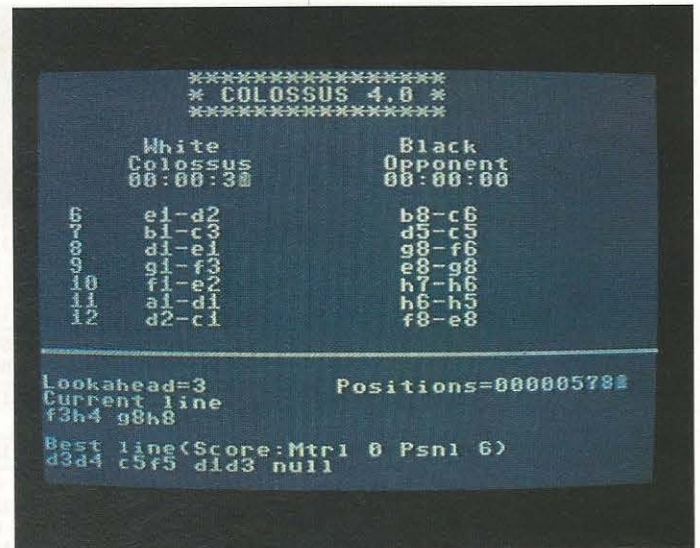 *****************
* COLOSSUS 4.0 *
*****************
White Black
Colossus Opponent
00:00:3 00:00:00
6 e1-d2 b8-c6
7 b1-c3 d5-c5
8 d1-e1 g8-f6
9 g1-f3 e8-g8
10 f1-e2 h7-h6
11 a1-d1 h6-h5
12 d2-c1 f8-e8
Lookahead=3 Positions=00000578
Current line
f3h4 g8h8
Best line(Score:Mtrl 0 Psnl 6)
d3d4 c5f5 d1d3 null